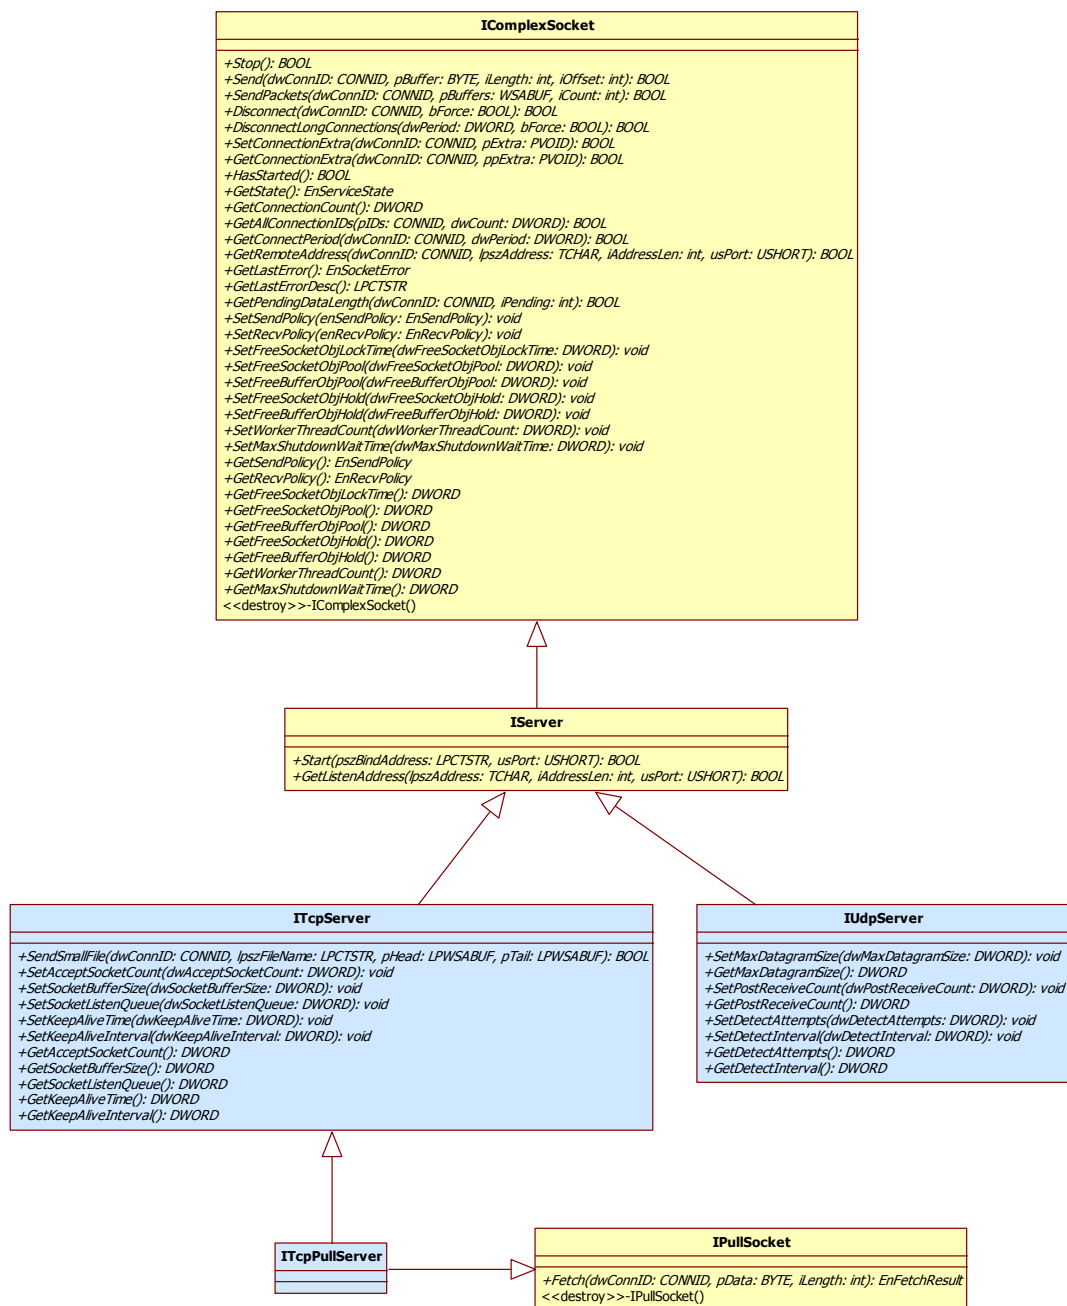 IComplexSocket
+Stop(): BOOL
+Send(dwConnID: CONNID, pBuffer: BYTE, iLength: int, iOffset: int): BOOL
+SendPackets(dwConnID: CONNID, pBuffers: WSABUF, iCount: int): BOOL
+Disconnect(dwConnID: CONNID, bForce: BOOL): BOOL
+DisconnectLongConnections(dwPeriod: DWORD, bForce: BOOL): BOOL
+SetConnectionExtra(dwConnID: CONNID, pExtra: PVOID): BOOL
+GetConnectionExtra(dwConnID: CONNID, ppExtra: PVOID): BOOL
+HasStarted(): BOOL
+GetState(): EnServiceState
+GetConnectionCount(): DWORD
+GetAllConnectionIDs(pIDs: CONNID, dwCount: DWORD): BOOL
+GetConnectPeriod(dwConnID: CONNID, dwPeriod: DWORD): BOOL
+GetRemoteAddress(dwConnID: CONNID, lpszAddress: TCHAR, iAddressLen: int, usPort: USHORT): BOOL
+GetLastError(): EnSocketError
+GetLastErrorDesc(): LPCTSTR
+GetPendingDataLength(dwConnID: CONNID, iPending: int): BOOL
+SetSendPolicy(enSendPolicy: EnSendPolicy): void
+SetRecvPolicy(enRecvPolicy: EnRecvPolicy): void
+SetFreeSocketObjLockTime(dwFreeSocketObjLockTime: DWORD): void
+SetFreeSocketObjPool(dwFreeSocketObjPool: DWORD): void
+SetFreeBufferObjPool(dwFreeBufferObjPool: DWORD): void
+SetFreeSocketObjHold(dwFreeSocketObjHold: DWORD): void
+SetFreeBufferObjHold(dwFreeBufferObjHold: DWORD): void
+SetWorkerThreadCount(dwWorkerThreadCount: DWORD): void
+SetMaxShutdownWaitTime(dwMaxShutdownWaitTime: DWORD): void
+GetSendPolicy(): EnSendPolicy
+GetRecvPolicy(): EnRecvPolicy
+GetFreeSocketObjLockTime(): DWORD
+GetFreeSocketObjPool(): DWORD
+GetFreeBufferObjPool(): DWORD
+GetFreeSocketObjHold(): DWORD
+GetFreeBufferObjHold(): DWORD
+GetWorkerThreadCount(): DWORD
+GetMaxShutdownWaitTime(): DWORD
<<destroy>>-IComplexSocket()
IServer
+Start(pszBindAddress: LPCTSTR, usPort: USHORT): BOOL
+GetListenAddress(lpszAddress: TCHAR, iAddressLen: int, usPort: USHORT): BOOL
ITcpServer
+SendSmallFile(dwConnID: CONNID, lpszFileName: LPCTSTR, pHead: LPWSABUF, pTail: LPWSABUF): BOOL
+SetAcceptSocketCount(dwAcceptSocketCount: DWORD): void
+SetSocketBufferSize(dwSocketBufferSize: DWORD): void
+SetSocketListenQueue(dwSocketListenQueue: DWORD): void
+SetKeepAliveTime(dwKeepAliveTime: DWORD): void
+SetKeepAliveInterval(dwKeepAliveInterval: DWORD): void
+GetAcceptSocketCount(): DWORD
+GetSocketBufferSize(): DWORD
+GetSocketListenQueue(): DWORD
+GetKeepAliveTime(): DWORD
+GetKeepAliveInterval(): DWORD
IUdpServer
+SetMaxDatagramSize(dwMaxDatagramSize: DWORD): void
+GetMaxDatagramSize(): DWORD
+SetPostReceiveCount(dwPostReceiveCount: DWORD): void
+GetPostReceiveCount(): DWORD
+SetDetectAttempts(dwDetectAttempts: DWORD): void
+SetDetectInterval(dwDetectInterval: DWORD): void
+GetDetectAttempts(): DWORD
+GetDetectInterval(): DWORD
ITcpPullServer
IPullSocket
+Fetch(dwConnID: CONNID, pData: BYTE, iLength: int): EnFetchResult
<<destroy>>-IPullSocket()